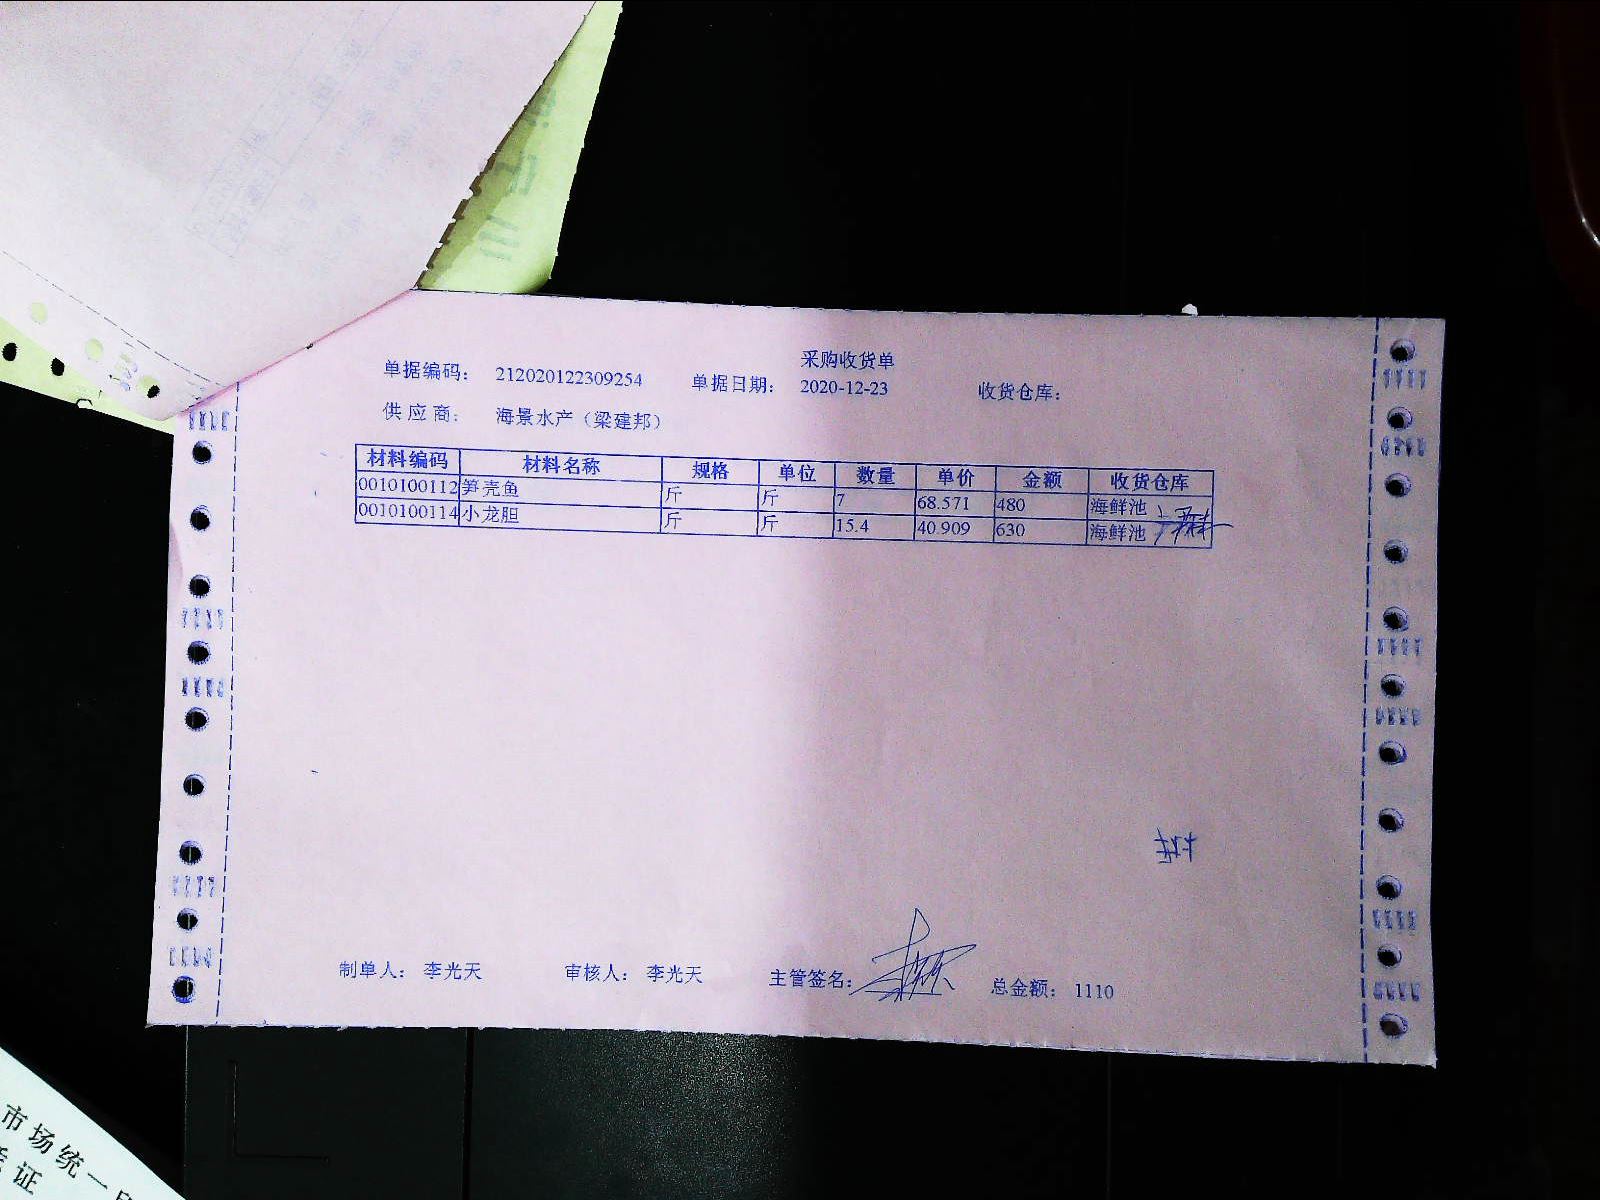 采购收货单
单据编码： 212020122309254 单据日期： 2020-12-23 收货仓库：
供 应 商： 海景水产（梁建邦）
材料编码 材料名称 规格 单位 数量 单价 金额 收货仓库
0010100112 笋壳鱼 斤 斤 7 68.571 480 海鲜池
0010100114 小龙胆 斤 斤 15.4 40.909 630 海鲜池
制单人： 李光天 审核人： 李光天 主管签名： 总金额： 1110
市场统一
证